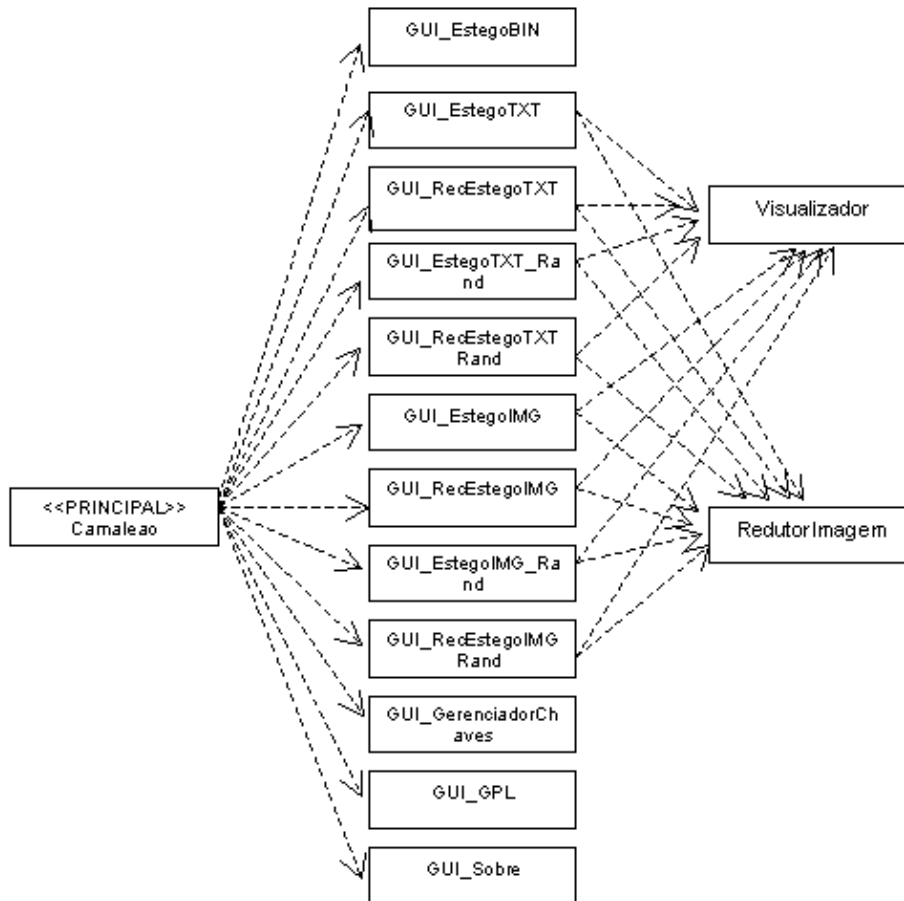 GUI_EstegoBIN
GUI_EstegoTXT
GUI_RecEstegoTXT
GUI_EstegoTXT_Ra
nd
GUI_RecEstegoTXT
Rand
GUI_EstegoIMG
GUI_RecEstegoIMG
GUI_EstegoIMG_Ra
nd
GUI_RecEstegoIMG
Rand
GUI_GerenciadorCh
aves
GUI_GPL
GUI_Sobre
<<PRINCIPAL>>
Camaleao
Visualizador
RedutorImagem